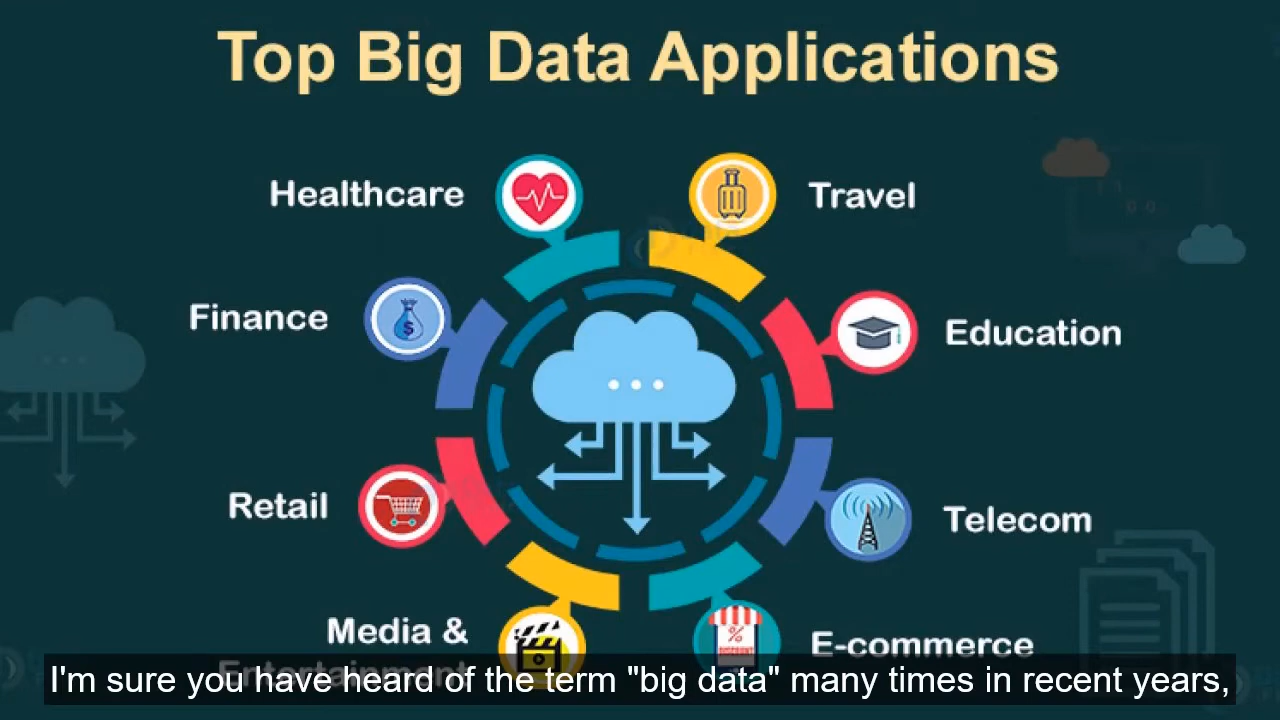 Top Big Data Applications
Healthcare
Travel
Finance
Education
Retail
Telecom
Media &
Entertainment
E-commerce
I'm sure you have heard of the term "big data" many times in recent years,